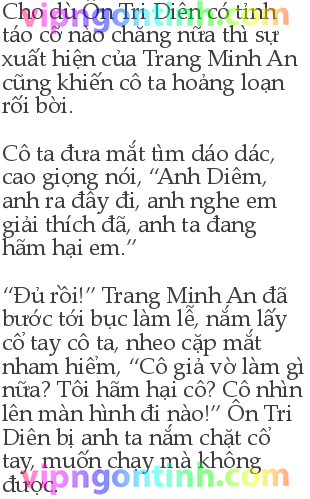 Cho dù Ôn Tri Diên có tỉnh
táo cỡ nào chăng nữa thì sự
xuất hiện của Trang Minh An
cũng khiến cô ta hoảng loạn
rối bời.
Cô ta đưa mắt tìm dáo dác,
cao giọng nói, “Anh Diêm,
anh ra đây đi, anh nghe em
giải thích đã, anh ta đang
hãm hại em.”
“Đủ rồi!” Trang Minh An đã
bước tới bục làm lễ, nắm lấy
cổ tay cô ta, nheo cặp mắt
nham hiểm, “Cô giả vờ làm gì
nữa? Tôi hãm hại cô? Cô nhìn
lên màn hình đi nào!” Ôn Tri
Diên bị anh ta nắm chặt cổ
tay, muốn chạy mà không
được.
vipngontinh.com
vipngontinh.com